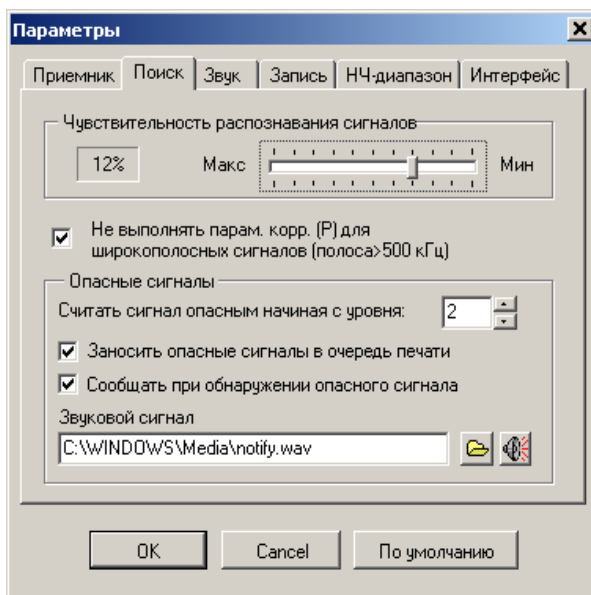 Параметры
Приемник Поиск Звук Запись НЧ-диапазон Интерфейс
Чувствительность распознавания сигналов
12% Макс Мин
Не выполнять парам. корр. (Р) для
широкополосных сигналов (полоса>500 кГц)
Опасные сигналы
Считать сигнал опасным начиная с уровня: 2
Заносить опасные сигналы в очередь печати
Сообщать при обнаружении опасного сигнала
Звуковой сигнал
C:\WINDOWS\Media\notify.wav
OK Cancel По умолчанию